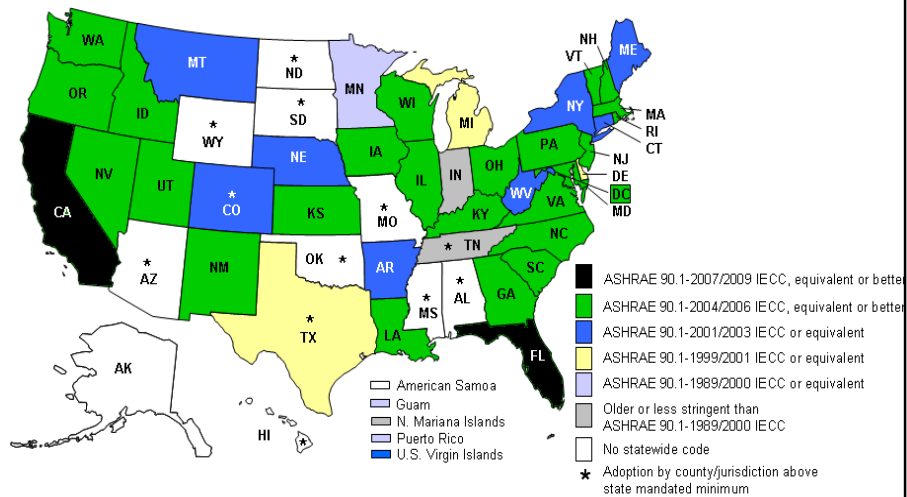 WA
OR
CA
NV
ID
MT
*
WY
UT
*
CO
*
AZ
NM
*
ND
*
SD
NE
KS
OK *
*
TX
MN
IA
*
MO
AR
LA
WI
IL
MI
IN
OH
KY
* TN
*
MS
*
AL
GA
FL
SC
NC
VA
WV
PA
NY
VT
NH
ME
MA
RI
CT
NJ
DE
DC
MD
AK
HI
*
American Samoa
Guam
N. Mariana Islands
Puerto Rico
U.S. Virgin Islands
ASHRAE 90.1-2007/2009 IECC, equivalent or better
ASHRAE 90.1-2004/2006 IECC, equivalent or better
ASHRAE 90.1-2001/2003 IECC or equivalent
ASHRAE 90.1-1999/2001 IECC or equivalent
ASHRAE 90.1-1989/2000 IECC or equivalent
Older or less stringent than
ASHRAE 90.1-1989/2000 IECC
No statewide code
* Adoption by county/jurisdiction above
state mandated minimum